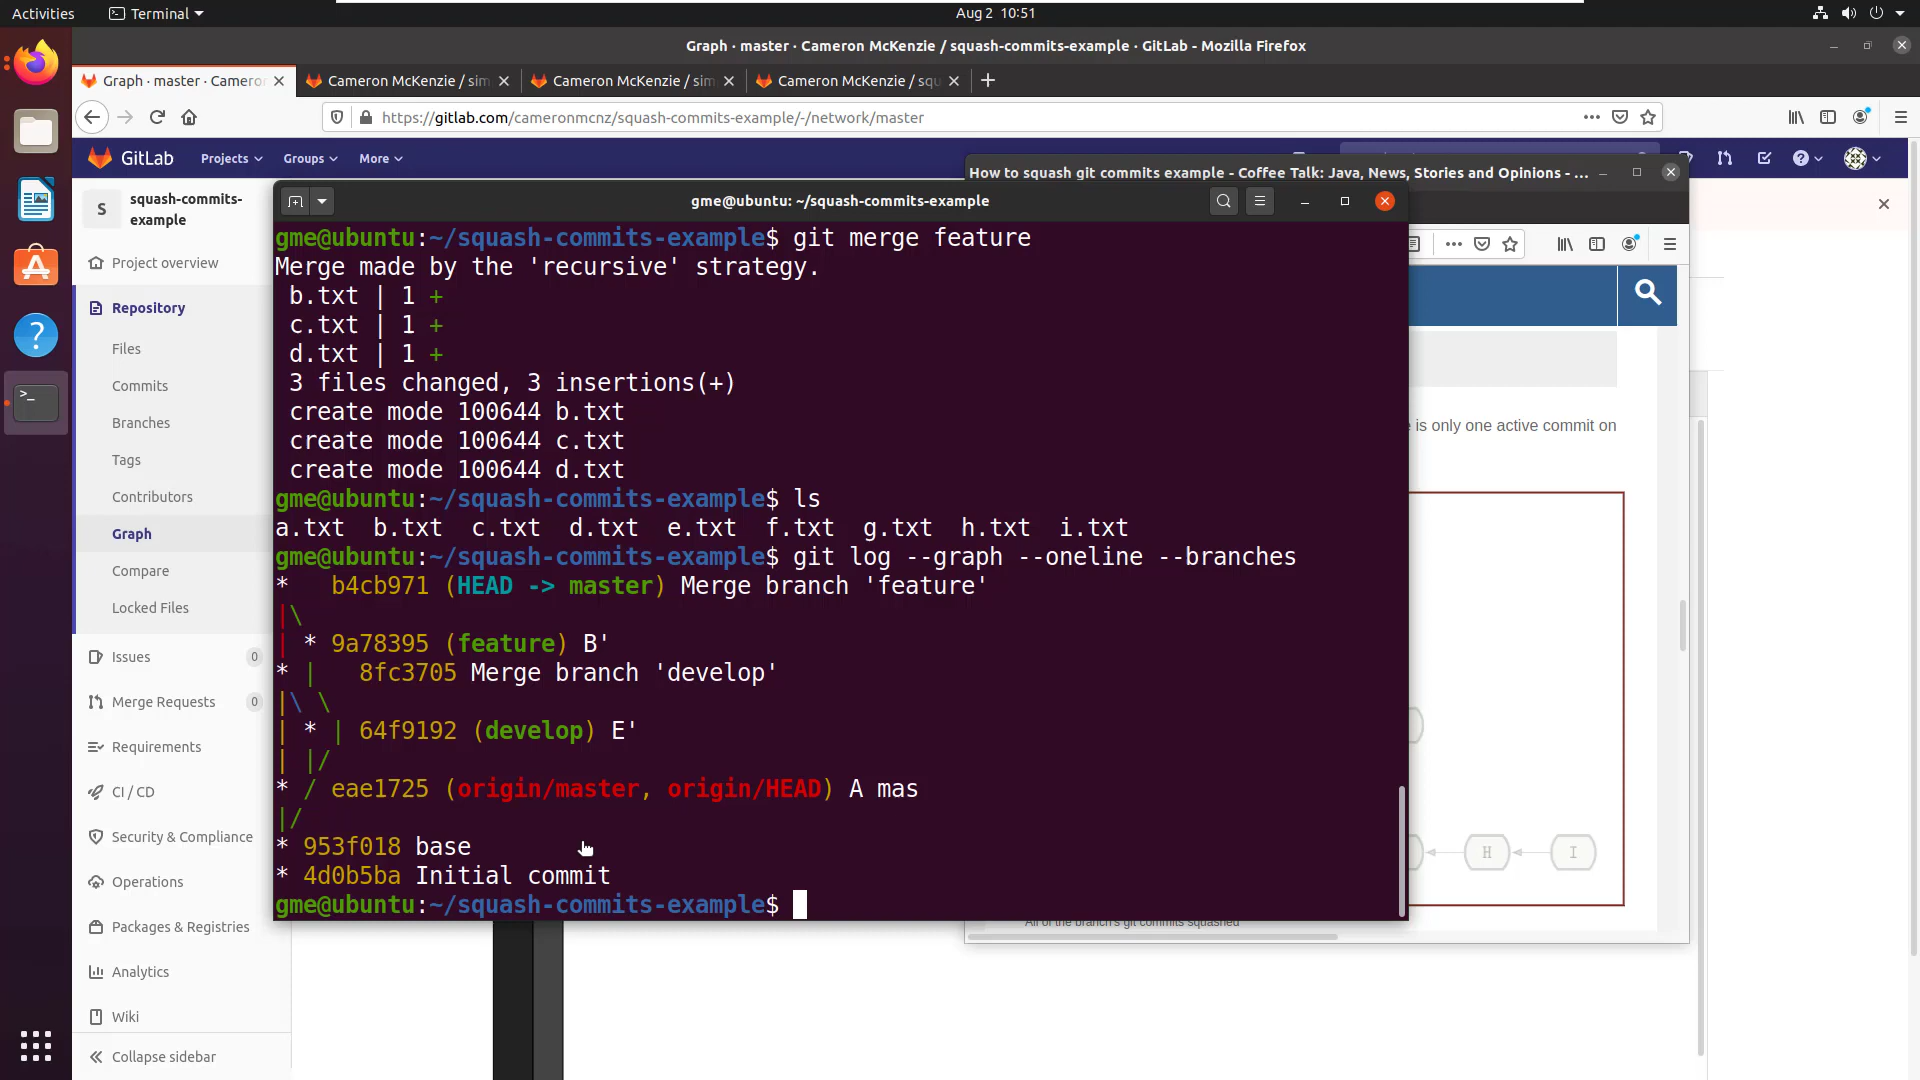 Activities
Terminal
Aug 2 10:51
Graph · master · Cameron McKenzie / squash-commits-example · GitLab - Mozilla Firefox
Graph · master · Camero
Cameron McKenzie / sim
Cameron McKenzie / sim
Cameron McKenzie / squ
https://gitlab.com/cameronmcnz/squash-commits-example/-/network/master
GitLab
Projects
Groups
More
How to squash git commits example - Coffee Talk: Java, News, Stories and Opinions - ...
S
squash-commits-
example
Project overview
Repository
Files
Commits
Branches
Tags
Contributors
Graph
Compare
Locked Files
Issues
0
Merge Requests
0
Requirements
CI / CD
Security & Compliance
Operations
Packages & Registries
Analytics
Wiki
Collapse sidebar
gme@ubuntu: ~/squash-commits-example
gme@ubuntu:~/squash-commits-example$ git merge feature
Merge made by the 'recursive' strategy.
b.txt | 1 +
c.txt | 1 +
d.txt | 1 +
3 files changed, 3 insertions(+)
create mode 100644 b.txt
create mode 100644 c.txt
create mode 100644 d.txt
gme@ubuntu:~/squash-commits-example$ ls
a.txt b.txt c.txt d.txt e.txt f.txt g.txt h.txt i.txt
gme@ubuntu:~/squash-commits-example$ git log --graph --oneline --branches
*   b4cb971 (HEAD -> master) Merge branch 'feature'
|\
| * 9a78395 (feature) B'
* |   8fc3705 Merge branch 'develop'
|\ \
| * | 64f9192 (develop) E'
| |/
* / eae1725 (origin/master, origin/HEAD) A mas
|/
* 953f018 base
* 4d0b5ba Initial commit
gme@ubuntu:~/squash-commits-example$
is only one active commit on
H
I
All of the branch's git commits squashed